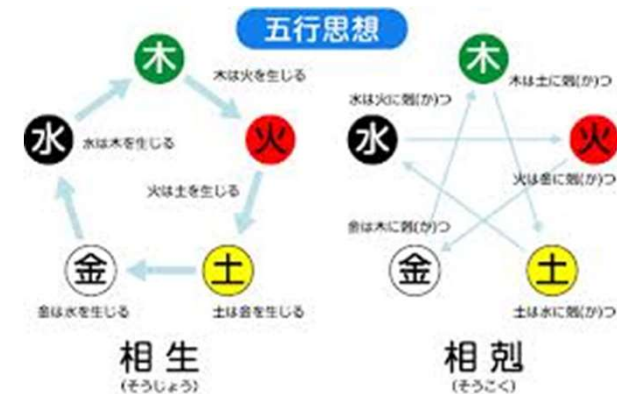 五行思想
木
木は火を生じる
火
火は土を生じる
土
土は金を生じる
金
金は水を生じる
水
水は木を生じる
相生
(そうじょう)
木
木は土に剋(か)つ
水は火に剋(か)つ
水
火
火は金に剋(か)つ
金は木に剋(か)つ
金
土
土は水に剋(か)つ
相剋
(そうこく)